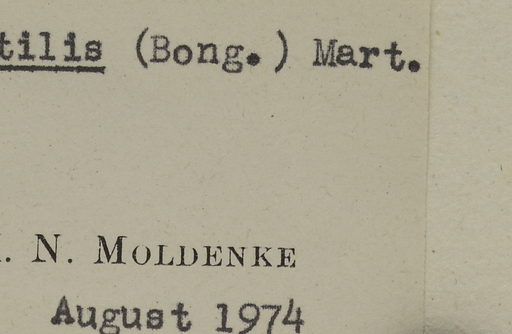 tilis (Bong.) Mart.
. N. MOLDENKE
August 1974